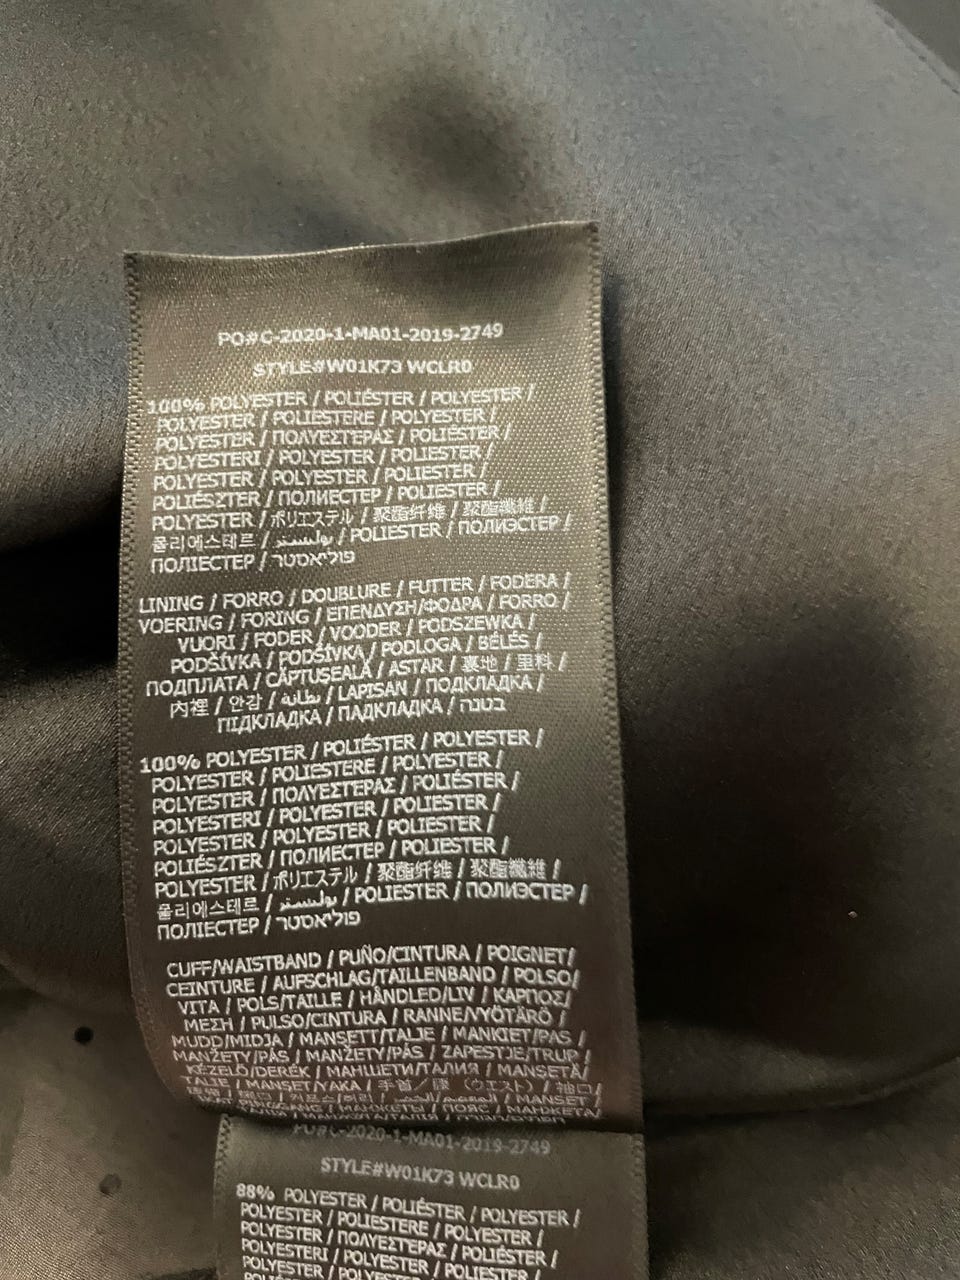 PO#C-2020-1-MA01-2019-2749
STYLE#W01K73 WCLR0
100% POLYESTER / POLIÉSTER / POLYESTER /
POLYESTER / POLIESTERE / POLYESTER /
POLYESTER / ΠΟΛΥΕΣΤΕΡΑΣ / POLIÉSTER /
POLYESTERI / POLYESTER / POLIESTER /
POLYESTER / POLYESTER / POLIESTER /
POLIÉSZTER / ПОЛИЕСТЕР / POLIESTER /
POLYESTER / ポリエステル / 聚酯纤维 / 聚酯纖維 /
폴리에스테르 / بوليستر / POLIESTER / ПОЛИЭСТЕР /
ПОЛІЕСТЕР / פוליאסטר
LINING / FORRO / DOUBLURE / FUTTER / FODERA /
VOERING / FORING / ΕΠΕΝΔΥΣΗ/ΦΟΔΡΑ / FORRO /
VUORI / FODER / VOODER / PODSZEWKA /
PODŠÍVKA / PODŠÍVKA / PODLOGA / BÉLÉS /
ПОДПЛАТА / CĂPTUSEALĂ / ASTAR / 裏地 / 里料 /
內裡 / 안감 / بطانة / LAPISAN / ПОДКЛАДКА /
ПІДКЛАДКА / ПАДКЛАДКА / בטנה
100% POLYESTER / POLIÉSTER / POLYESTER /
POLYESTER / POLIESTERE / POLYESTER /
POLYESTER / ΠΟΛΥΕΣΤΕΡΑΣ / POLIÉSTER /
POLYESTERI / POLYESTER / POLIESTER /
POLYESTER / POLYESTER / POLIESTER /
POLIÉSZTER / ПОЛИЕСТЕР / POLIESTER /
POLYESTER / ポリエステル / 聚酯纤维 / 聚酯纖維 /
폴리에스테르 / بوليستر / POLIESTER / ПОЛИЭСТЕР /
ПОЛІЕСТЕР / פוליאסטר
CUFF/WAISTBAND / PUÑO/CINTURA / POIGNET/
CEINTURE / AUFSCHLAG/TAILLENBAND / POLSO/
VITA / POLS/TAILLE / HÅNDLED/LIV / ΚΑΡΠΟΣ/
ΜΕΣΗ / PULSO/CINTURA / RANNE/VYÖTÄRÖ /
MUDD/MIDJA / MANSETT/TALJE / MANKIET/PAS /
MANŽETY/PÁS / MANŽETY/PÁS / ZAPESTJE/TRUP /
KÉZELŐ/DERÉK / МАНШЕТИ/ТАЛИЯ / MANSETĂ/
TALIE / MANSET/YAKA / 手首／腰 (ウエスト) / 袖口/
MANSET /
МАНЖЕТЫ / ПОЯС / МАНЖЕТА/
PO#C-2020-1-MA01-2019-2749
STYLE#W01K73 WCLR0
88% POLYESTER / POLIÉSTER / POLYESTER /
POLYESTER / POLIESTERE / POLYESTER /
POLYESTER / ΠΟΛΥΕΣΤΕΡΑΣ / POLIÉSTER /
POLYESTERI / POLYESTER / POLIESTER /
POLYESTER / POLYESTER / POLIESTER /